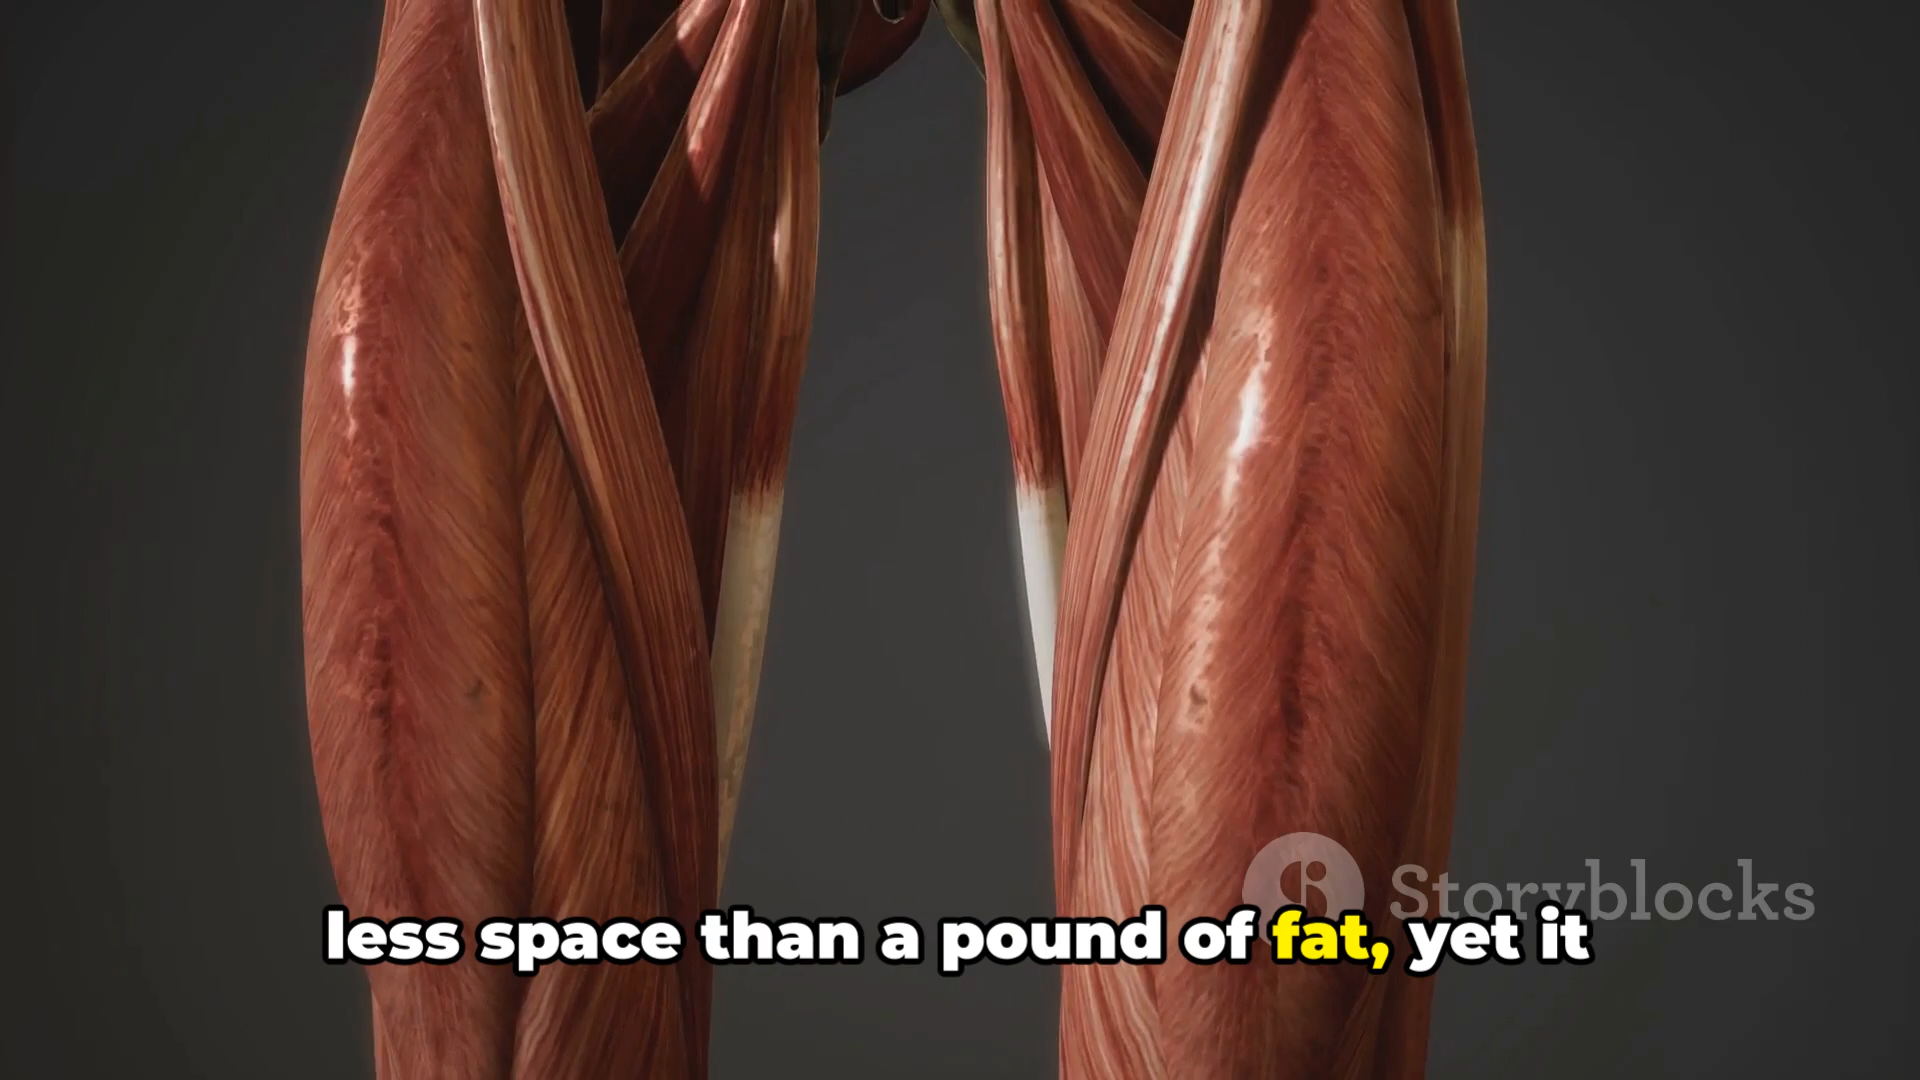 Storyblocks
less space than a pound of fat, yet it